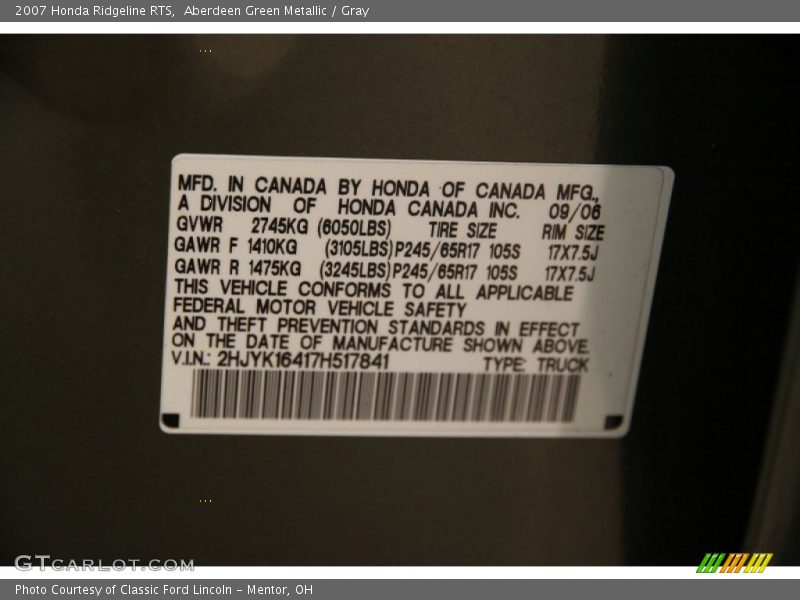 2007 Honda Ridgeline RTS, Aberdeen Green Metallic / Gray
MFD. IN CANADA BY HONDA OF CANADA MFG.,
A DIVISION OF HONDA CANADA INC. 09/06
GVWR 2745KG (6050LBS) TIRE SIZE RIM SIZE
GAWR F 1410KG (3105LBS) P245/65R17 105S 17X7.5J
GAWR R 1475KG (3245LBS) P245/65R17 105S 17X7.5J
THIS VEHICLE CONFORMS TO ALL APPLICABLE
FEDERAL MOTOR VEHICLE SAFETY
AND THEFT PREVENTION STANDARDS IN EFFECT
ON THE DATE OF MANUFACTURE SHOWN ABOVE.
V.I.N.: 2HJYK16417H517841 TYPE: TRUCK
GTCARLOT.COM
Photo Courtesy of Classic Ford Lincoln - Mentor, OH